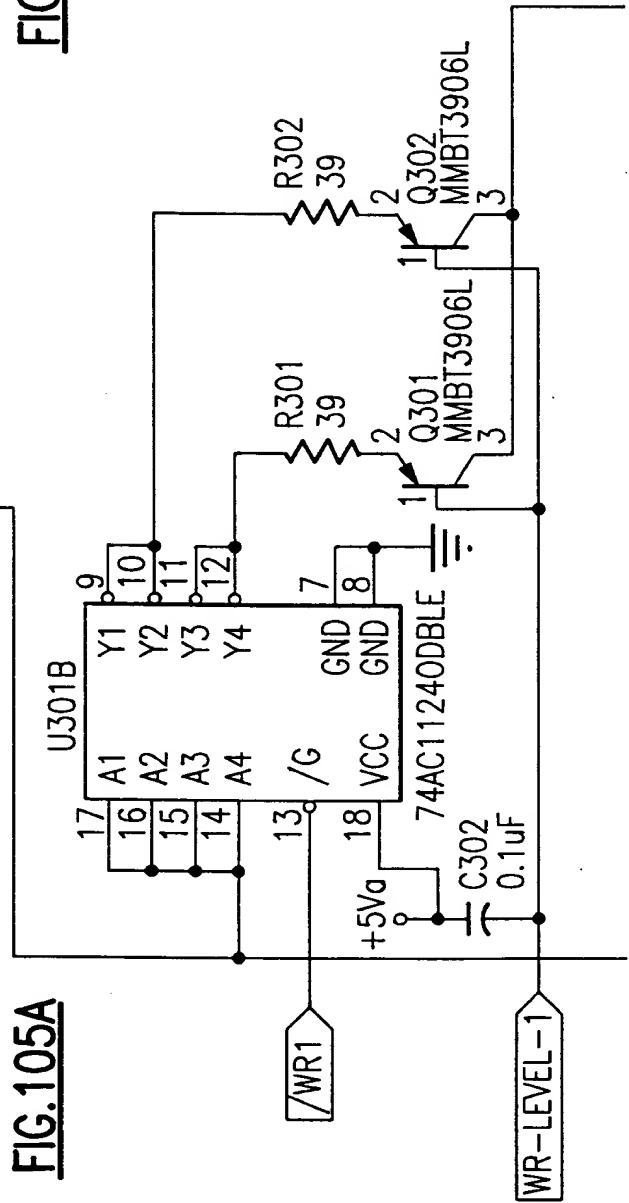 FIG.105A
FIG
U301B
17
A1
Y1
9
16
A2
Y2
10
15
A3
Y3
11
14
A4
Y4
12
13
/G
GND
7
18
VCC
GND
8
74AC11240DBLE
/WR1
+5Va
C302
0.1uF
WR-LEVEL-1
R301
39
R302
39
1
2
3
Q301
MMBT3906L
1
2
3
Q302
MMBT3906L